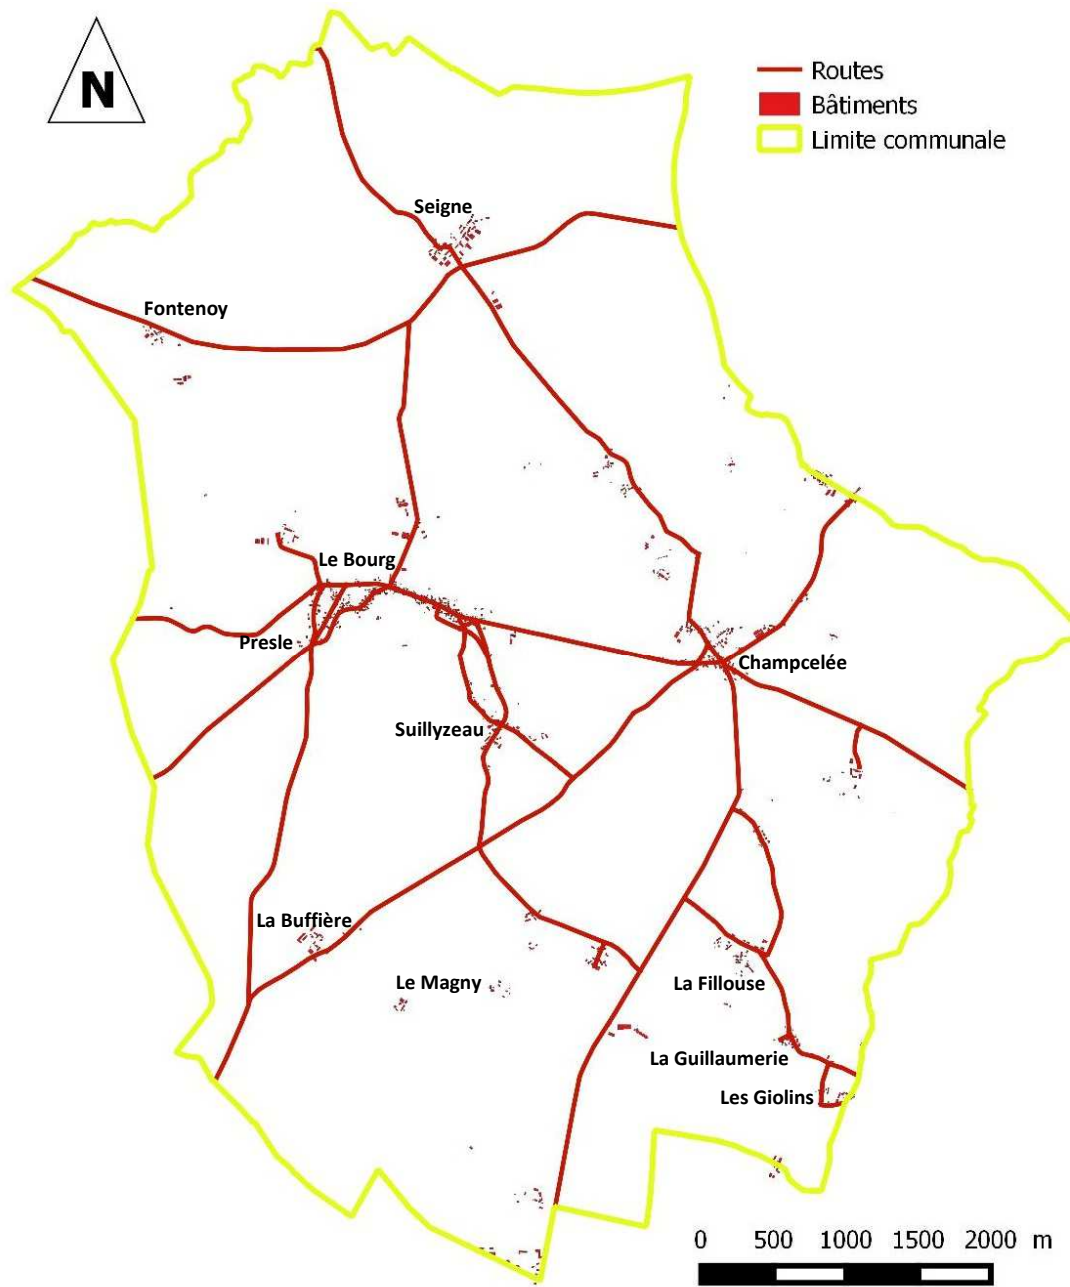 N
Routes
Bâtiments
Limite communale
Seigne
Fontenoy
Le Bourg
Presle
Champcelée
Suillyzeau
La Buffière
Le Magny
La Fillouse
La Guillaumerie
Les Giolins
0 500 1000 1500 2000 m